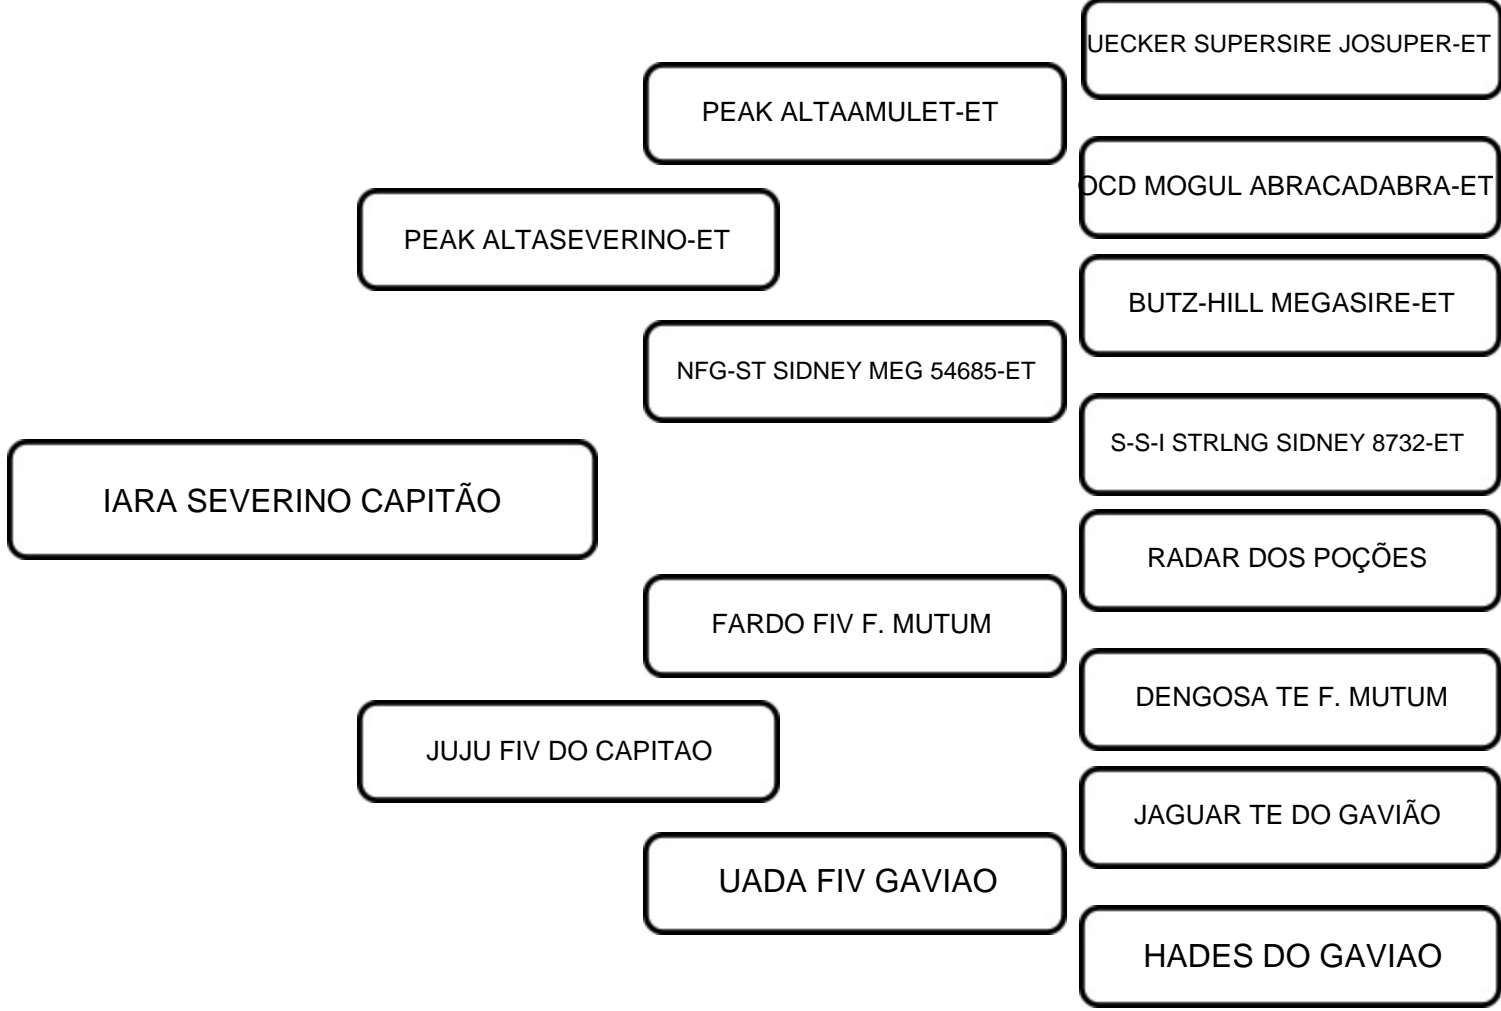 UECKER SUPERSIRE JOSUPER-ET
PEAK ALTAAMULET-ET
OCD MOGUL ABRACADABRA-ET
PEAK ALTASEVERINO-ET
BUTZ-HILL MEGASIRE-ET
NFG-ST SIDNEY MEG 54685-ET
S-S-I STRLNG SIDNEY 8732-ET
IARA SEVERINO CAPITÃO
RADAR DOS POÇÕES
FARDO FIV F. MUTUM
DENGOSA TE F. MUTUM
JUJU FIV DO CAPITAO
JAGUAR TE DO GAVIÃO
UADA FIV GAVIAO
HADES DO GAVIAO